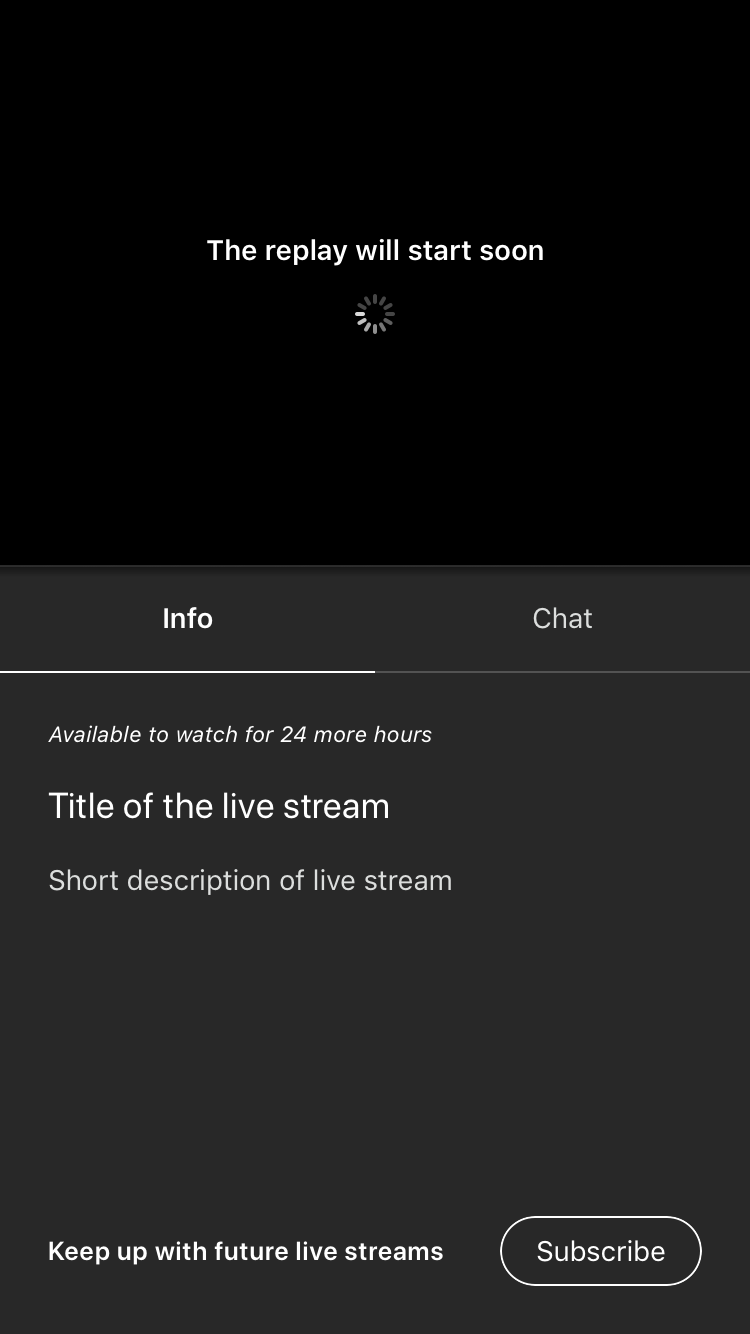 The replay will start soon
Info
Chat
Available to watch for 24 more hours
Title of the live stream
Short description of live stream
Keep up with future live streams
Subscribe